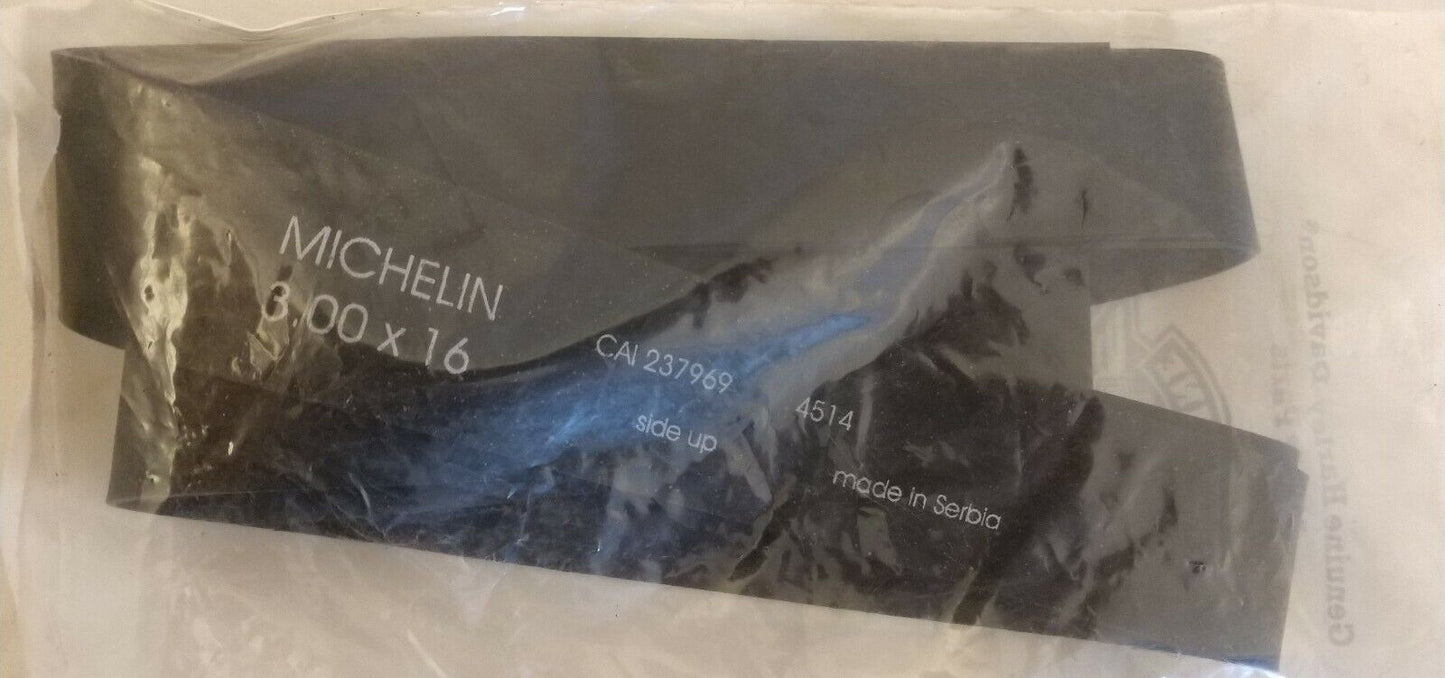 MICHELIN
3.00 x 16
CAI 237969
4514
side up
made in Serbia
Genuine Harley-Davidson®
Parts